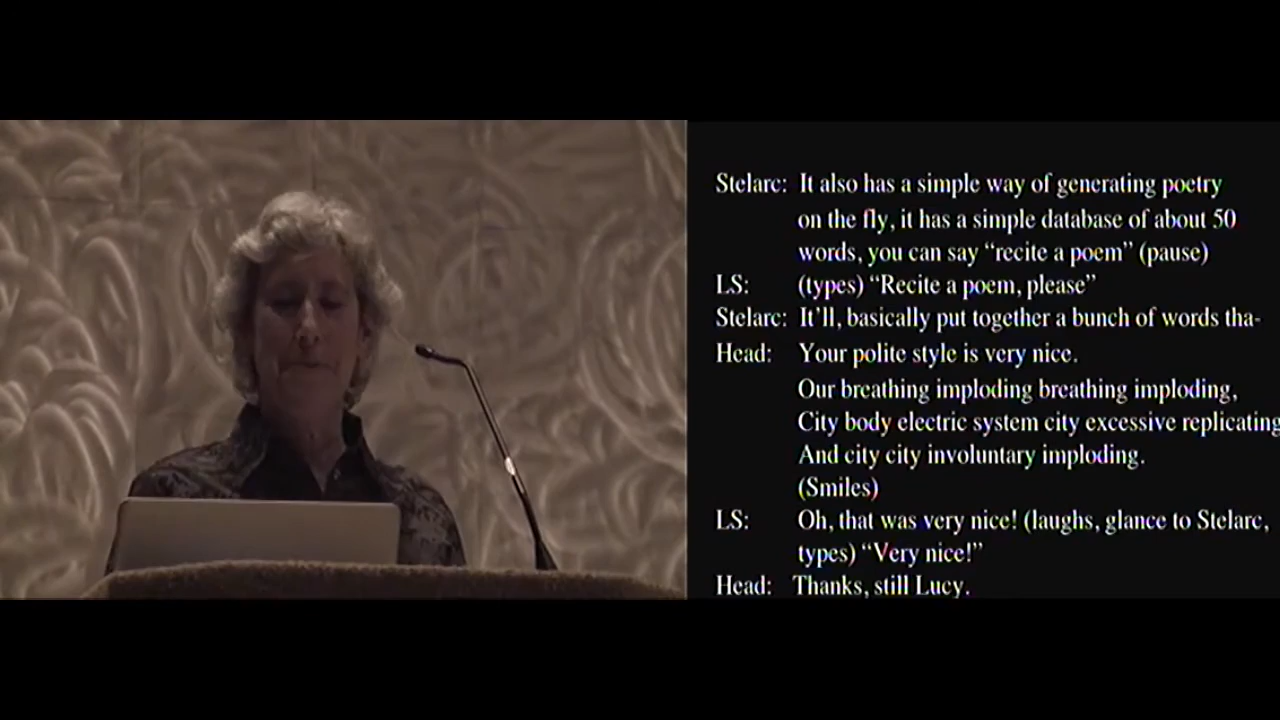 Stelarc: It also has a simple way of generating poetry
on the fly, it has a simple database of about 50
words, you can say “recite a poem” (pause)
LS: (types) “Recite a poem, please”
Stelarc: It’ll, basically put together a bunch of words tha-
Head: Your polite style is very nice.
Our breathing imploding breathing imploding,
City body electric system city excessive replicating
And city city involuntary imploding.
(Smiles)
LS: Oh, that was very nice! (laughs, glance to Stelarc,
types) “Very nice!”
Head: Thanks, still Lucy.